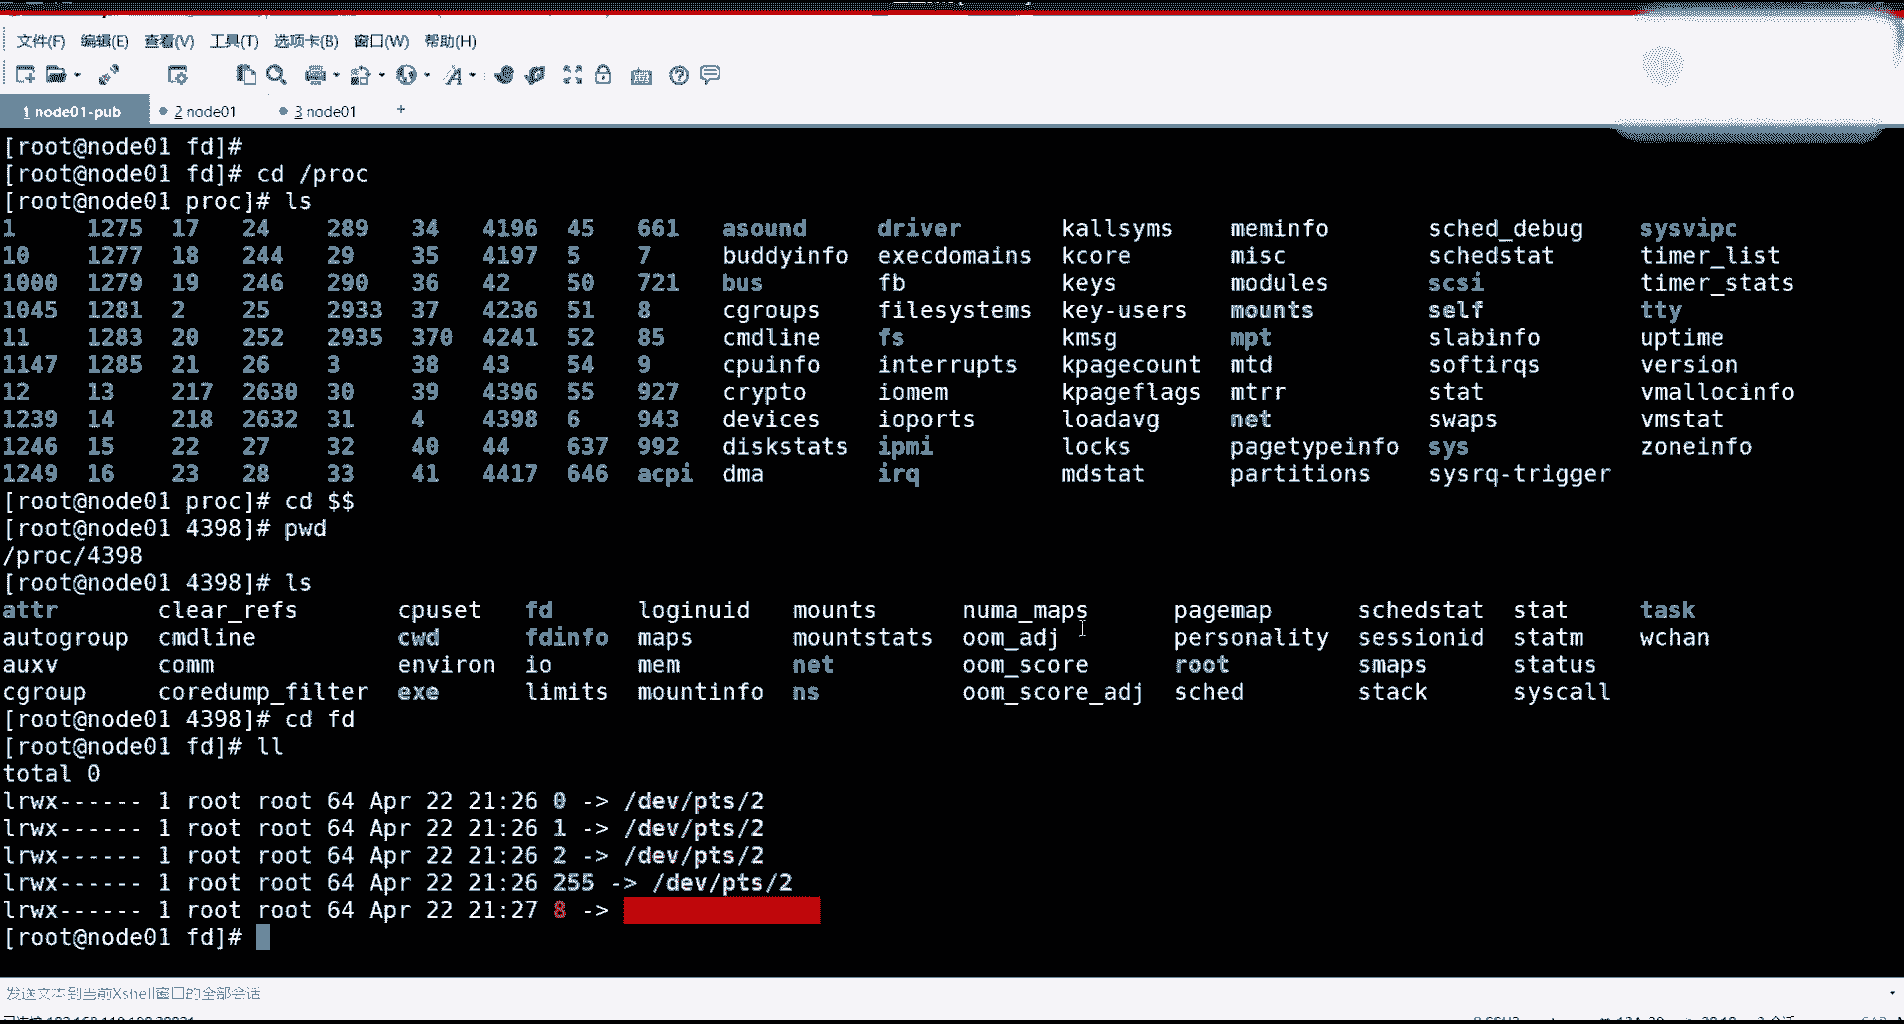 文件(F) 编辑(E) 查看(V) 工具(T) 选项卡(B) 窗口(W) 帮助(H)
1 node01-pub 2 node01 3 node01 +
[root@node01 fd]#
[root@node01 fd]# cd /proc
[root@node01 proc]# ls
1 1275 17 24 289 34 4196 45 661 asound driver kallsyms meminfo sched_debug sysvipc
10 1277 18 244 29 35 4197 5 7 buddyinfo execdomains kcore misc schedstat timer_list
1000 1279 19 246 290 36 42 50 721 bus fb keys modules scsi timer_stats
1045 1281 2 25 2933 37 4236 51 8 cgroups filesystems key-users mounts self tty
11 1283 20 252 2935 370 4241 52 85 cmdline fs kmsg mpt slabinfo uptime
1147 1285 21 26 3 38 43 54 9 cpuinfo interrupts kpagecount mtd softirqs version
12 13 217 2630 30 39 4396 55 927 crypto iomem kpageflags mtrr stat vmallocinfo
1239 14 218 2632 31 4 4398 6 943 devices ioports loadavg net swaps vmstat
1246 15 22 27 32 40 44 637 992 diskstats ipmi locks pagetypeinfo sys zoneinfo
1249 16 23 28 33 41 4417 646 acpi dma irq mdstat partitions sysrq-trigger
[root@node01 proc]# cd $$
[root@node01 4398]# pwd
/proc/4398
[root@node01 4398]# ls
attr clear_refs cpuset fd loginuid mounts numa_maps pagemap schedstat stat task
autogroup cmdline cwd fdinfo maps mountstats oom_adj personality sessionid statm wchan
auxv comm environ io mem net oom_score root smaps status
cgroup coredump_filter exe limits mountinfo ns oom_score_adj sched stack syscall
[root@node01 4398]# cd fd
[root@node01 fd]# ll
total 0
lrwx------ 1 root root 64 Apr 22 21:26 0 -> /dev/pts/2
lrwx------ 1 root root 64 Apr 22 21:26 1 -> /dev/pts/2
lrwx------ 1 root root 64 Apr 22 21:26 2 -> /dev/pts/2
lrwx------ 1 root root 64 Apr 22 21:26 255 -> /dev/pts/2
lrwx------ 1 root root 64 Apr 22 21:27 8 ->
[root@node01 fd]#
发送文本到当前Xshell窗口的全部会话